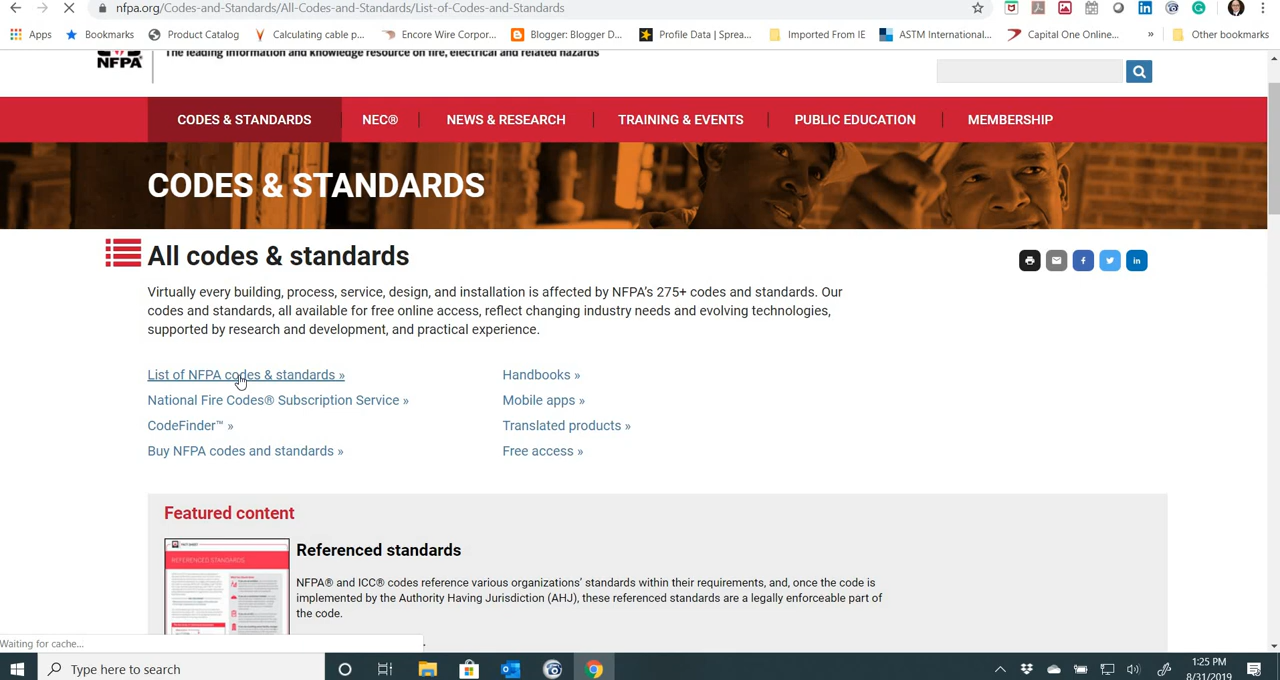 nfpa.org/Codes-and-Standards/All-Codes-and-Standards/List-of-Codes-and-Standards
Apps Bookmarks Product Catalog Calculating cable p... Encore Wire Corpor... Blogger: Blogger D... Profile Data | Sprea... Imported From IE ASTM International... Capital One Online... » Other bookmarks
NFPA The leading information and knowledge resource on fire, electrical and related hazards
CODES & STANDARDS NEC® NEWS & RESEARCH TRAINING & EVENTS PUBLIC EDUCATION MEMBERSHIP
CODES & STANDARDS
All codes & standards
Virtually every building, process, service, design, and installation is affected by NFPA's 275+ codes and standards. Our
codes and standards, all available for free online access, reflect changing industry needs and evolving technologies,
supported by research and development, and practical experience.
List of NFPA codes & standards » Handbooks »
National Fire Codes® Subscription Service » Mobile apps »
CodeFinder™ » Translated products »
Buy NFPA codes and standards » Free access »
Featured content
REFERENCED STANDARDS
Referenced standards
NFPA® and ICC® codes reference various organizations' standards within their requirements, and, once the code is
implemented by the Authority Having Jurisdiction (AHJ), these referenced standards are a legally enforceable part of
the code.
Waiting for cache...
Type here to search
1:25 PM
8/31/2019